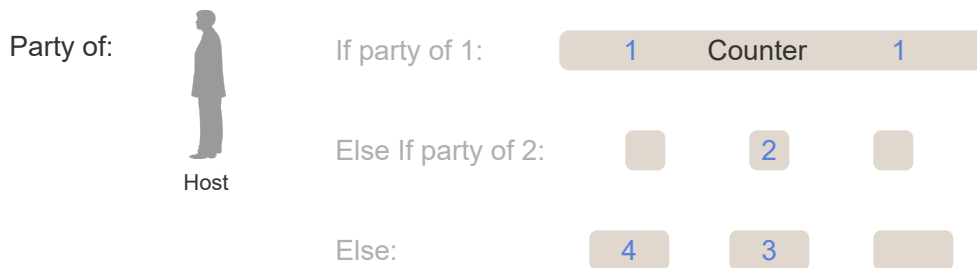 Party of:
Host
If party of 1: 1 Counter 1
Else If party of 2: 2
Else: 4 3